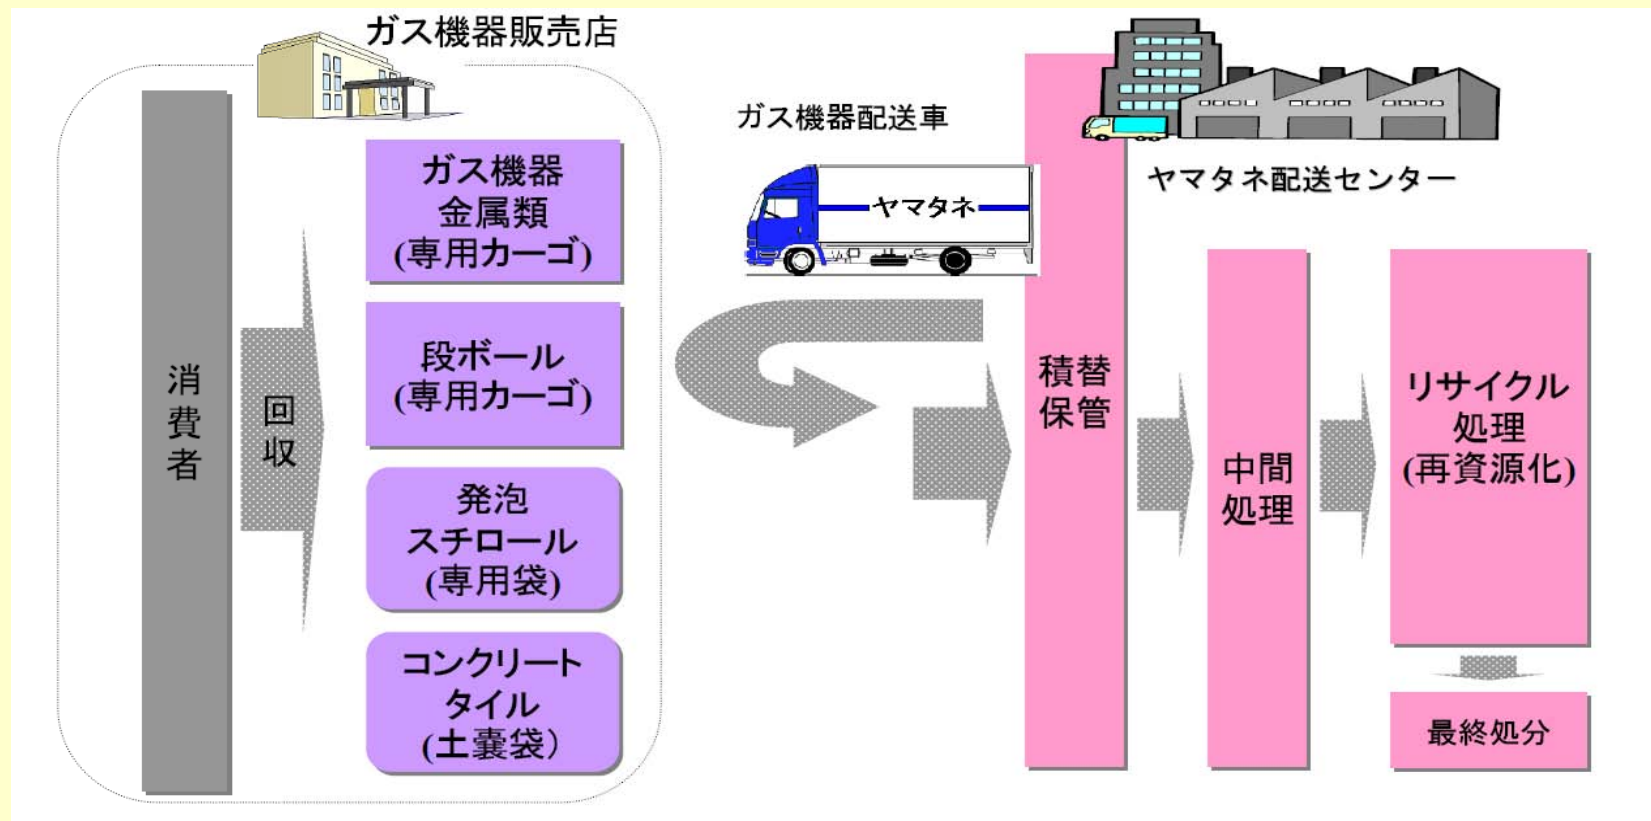 ガス機器販売店
消費者
回収
ガス機器
金属類
(専用カーゴ)
段ボール
(専用カーゴ)
発泡
スチロール
(専用袋)
コンクリート
タイル
(土嚢袋）
ガス機器配送車
ヤマタネ
ヤマタネ配送センター
積替
保管
中間
処理
リサイクル
処理
(再資源化)
最終処分